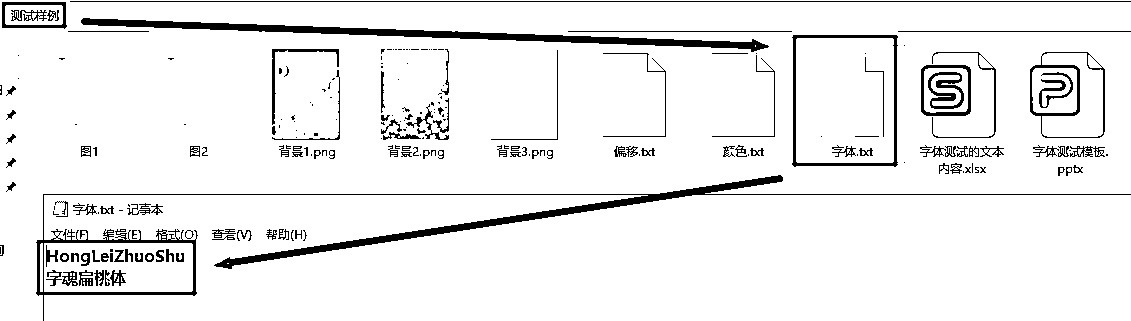 测试样例
图1
图2
背景1.png
背景2.png
背景3.png
偏移.txt
颜色.txt
字体.txt
字体测试的文本
内容.xlsx
字体测试模板.
pptx
字体.txt - 记事本
文件(F) 编辑(E) 格式(O) 查看(V) 帮助(H)
HongLeiZhuoShu
字魂扁桃体